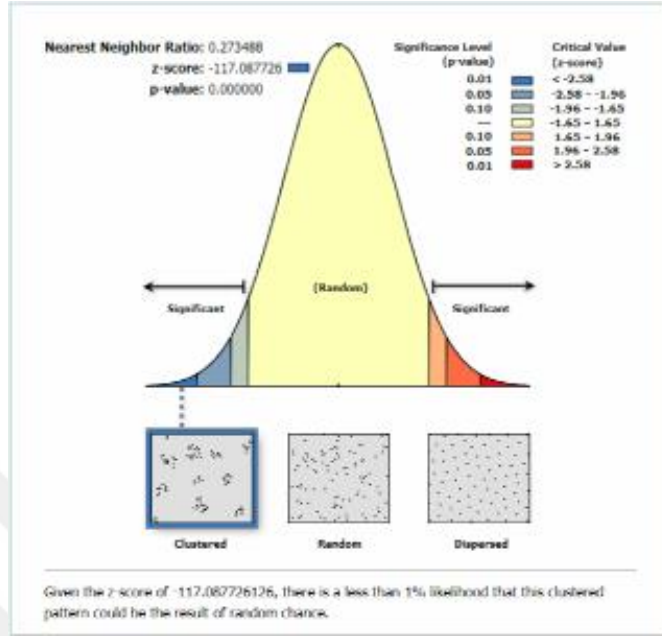 Nearest Neighbor Ratio: 0.273488
z-score: -117.087726
p-value: 0.000000
Significance Level
(p-value)
Critical Value
(z-score)
0.01 < -2.58
0.05 -2.58 - -1.96
0.10 -1.96 - -1.65
— -1.65 - 1.65
0.10 1.65 - 1.96
0.05 1.96 - 2.58
0.01 > 2.58
(Random)
Significant Significant
Clustered Random Dispersed
Given the z-score of -117.087726126, there is a less than 1% likelihood that this clustered
pattern could be the result of random chance.